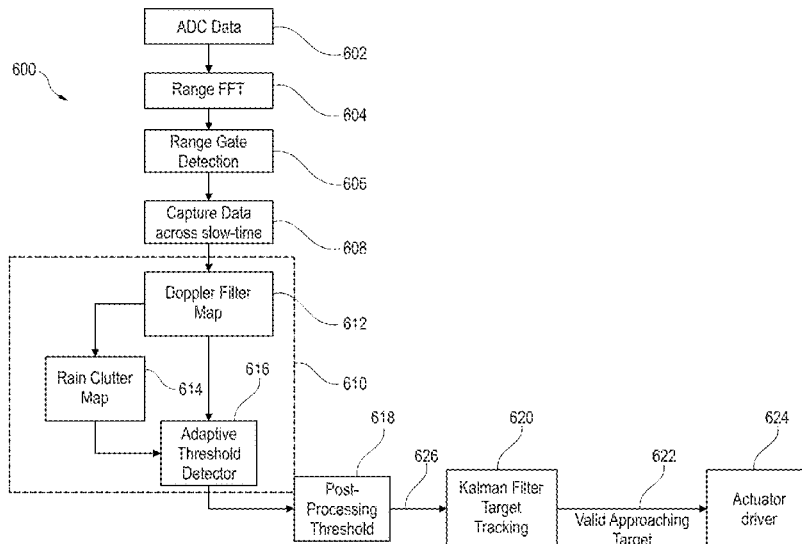 ADC Data
602
600
Range FFT
604
Range Gate
Detection
606
Capture Data
across slow-time
608
Doppler Filter
Map
612
Rain Clutter
Map
614
616
610
Adaptive
Threshold
Detector
618
Post-
Processing
Threshold
626
620
Kalman Filter
Target
Tracking
622
Valid Approaching
Target
624
Actuator
driver